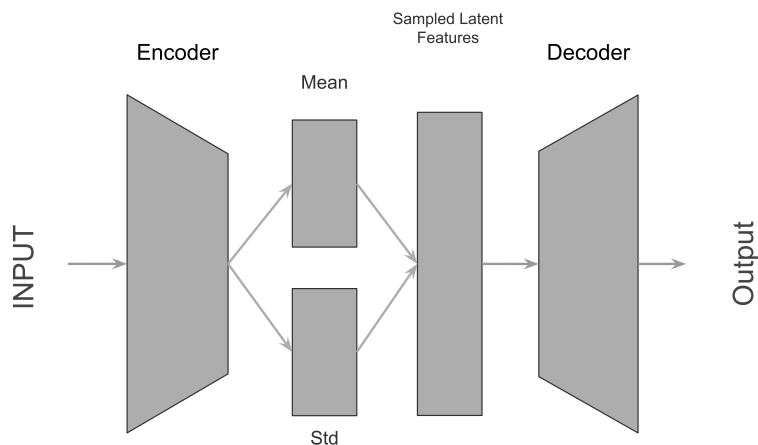 Sampled Latent
Features
Encoder
Decoder
Mean
INPUT
Output
Std